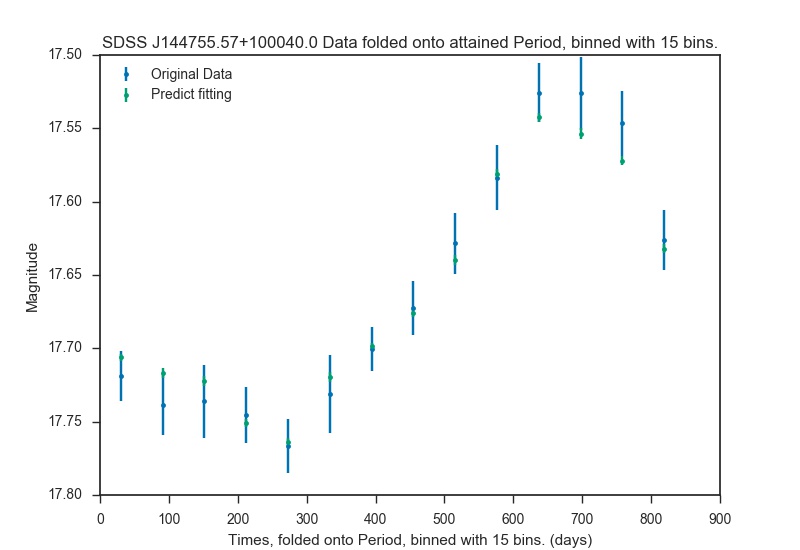 SDSS J144755.57+100040.0 Data folded onto attained Period, binned with 15 bins.
17.50
Original Data
Predict fitting
17.55
17.60
17.65
Magnitude
17.70
17.75
17.80
0 100 200 300 400 500 600 700 800 900
Times, folded onto Period, binned with 15 bins. (days)